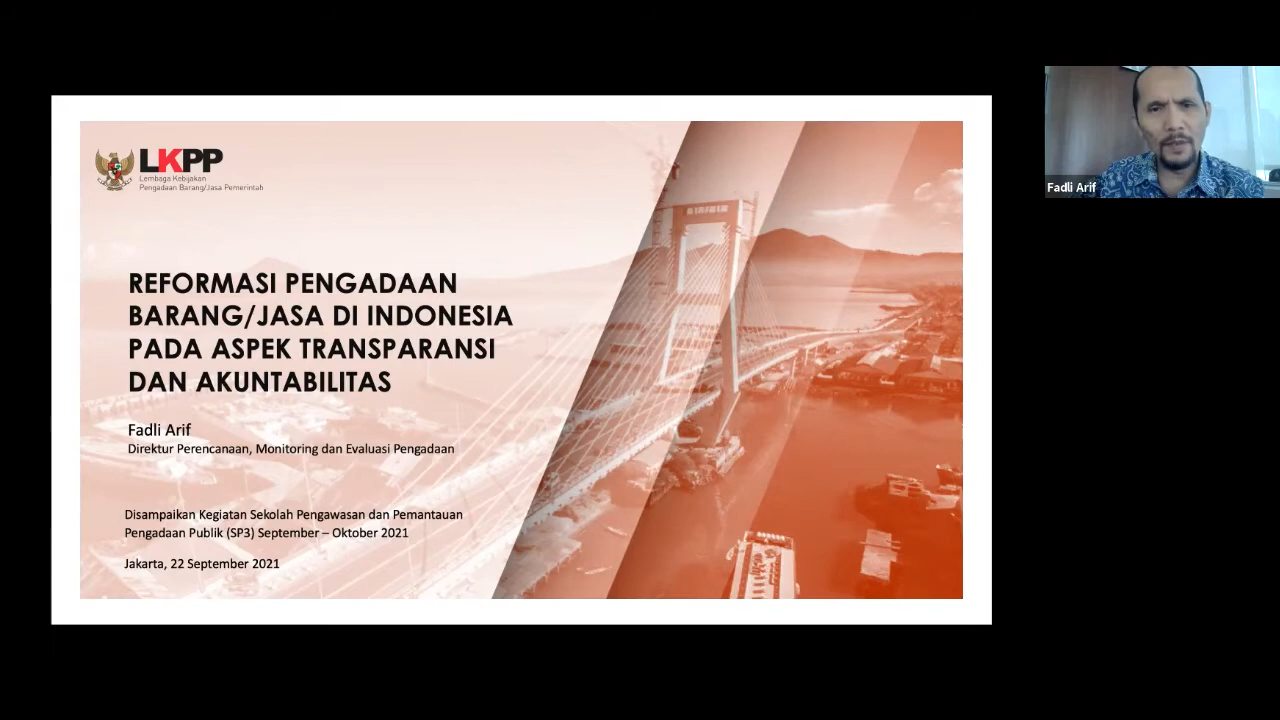 LKPP
Lembaga Kebijakan
Pengadaan Barang/Jasa Pemerintah
REFORMASI PENGADAAN
BARANG/JASA DI INDONESIA
PADA ASPEK TRANSPARANSI
DAN AKUNTABILITAS
Fadli Arif
Direktur Perencanaan, Monitoring dan Evaluasi Pengadaan
Disampaikan Kegiatan Sekolah Pengawasan dan Pemantauan
Pengadaan Publik (SP3) September – Oktober 2021
Jakarta, 22 September 2021
Fadli Arif